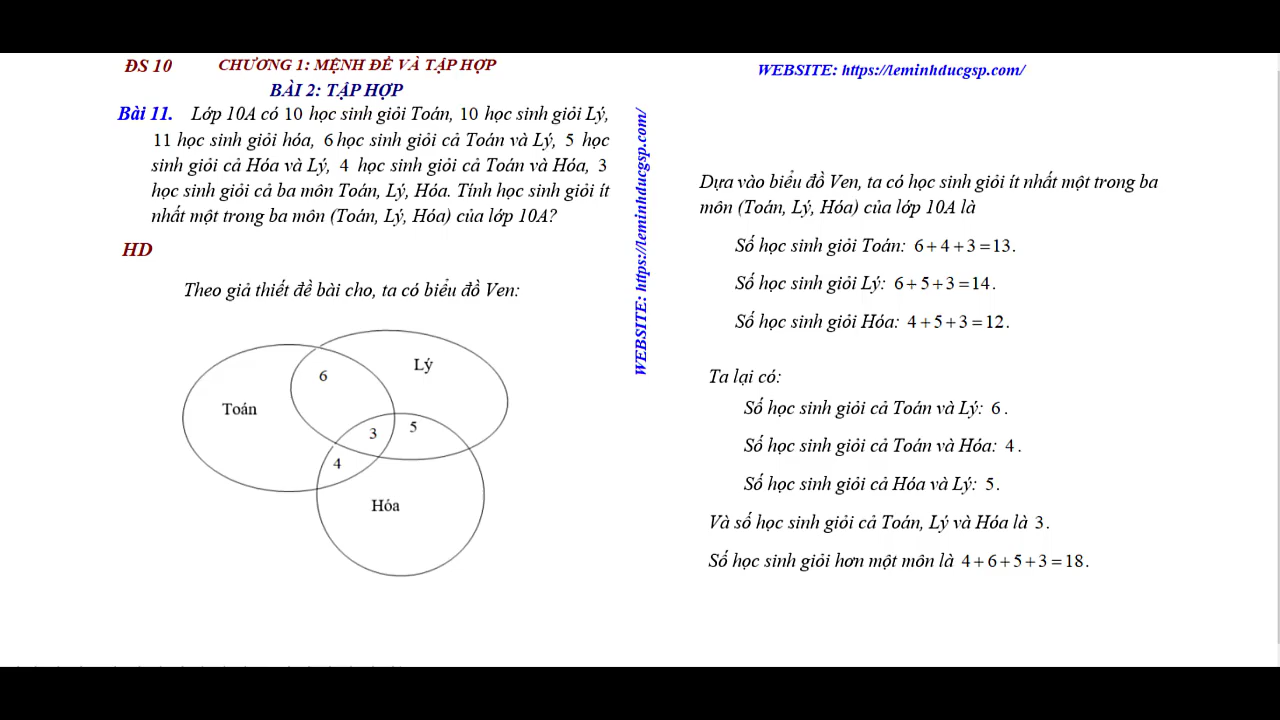 ĐS 10 CHƯƠNG 1: MỆNH ĐỀ VÀ TẬP HỢP
BÀI 2: TẬP HỢP
Bài 11. Lớp 10A có 10 học sinh giỏi Toán, 10 học sinh giỏi Lý,
11 học sinh giỏi hóa, 6 học sinh giỏi cả Toán và Lý, 5 học
sinh giỏi cả Hóa và Lý, 4 học sinh giỏi cả Toán và Hóa, 3
học sinh giỏi cả ba môn Toán, Lý, Hóa. Tính học sinh giỏi ít
nhất một trong ba môn (Toán, Lý, Hóa) của lớp 10A?
HD
Theo giả thiết đề bài cho, ta có biểu đồ Ven:
Lý
6
Toán
5
3
4
Hóa
WEBSITE: https://leminhducgsp.com/
WEBSITE: https://leminhducgsp.com/
Dựa vào biểu đồ Ven, ta có học sinh giỏi ít nhất một trong ba
môn (Toán, Lý, Hóa) của lớp 10A là
Số học sinh giỏi Toán: 6 + 4 + 3 = 13.
Số học sinh giỏi Lý: 6 + 5 + 3 = 14.
Số học sinh giỏi Hóa: 4 + 5 + 3 = 12.
Ta lại có:
Số học sinh giỏi cả Toán và Lý: 6.
Số học sinh giỏi cả Toán và Hóa: 4.
Số học sinh giỏi cả Hóa và Lý: 5.
Và số học sinh giỏi cả Toán, Lý và Hóa là 3.
Số học sinh giỏi hơn một môn là 4 + 6 + 5 + 3 = 18.